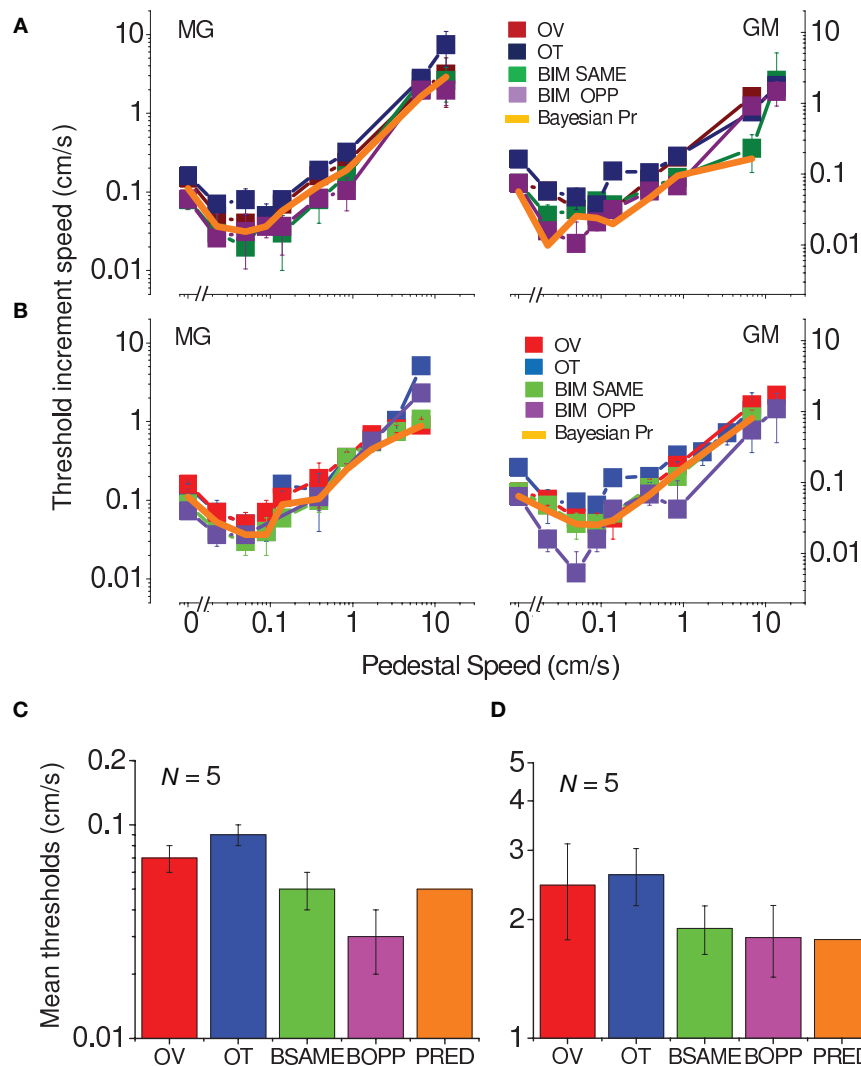 A
MG
GM
OV
OT
BIM SAME
BIM OPP
Bayesian Pr
10
1
0.1
0.01
10
1
0.1
0.01
B
MG
GM
OV
OT
BIM SAME
BIM OPP
Bayesian Pr
10
1
0.1
0.01
10
1
0.1
0.01
Threshold increment speed (cm/s)
0 0.1 1 10
0 0.1 1 10
Pedestal Speed (cm/s)
C
N = 5
0.2
0.1
0.01
Mean thresholds (cm/s)
OV OT BSAME BOPP PRED
D
N = 5
5
4
3
2
1
OV OT BSAME BOPP PRED